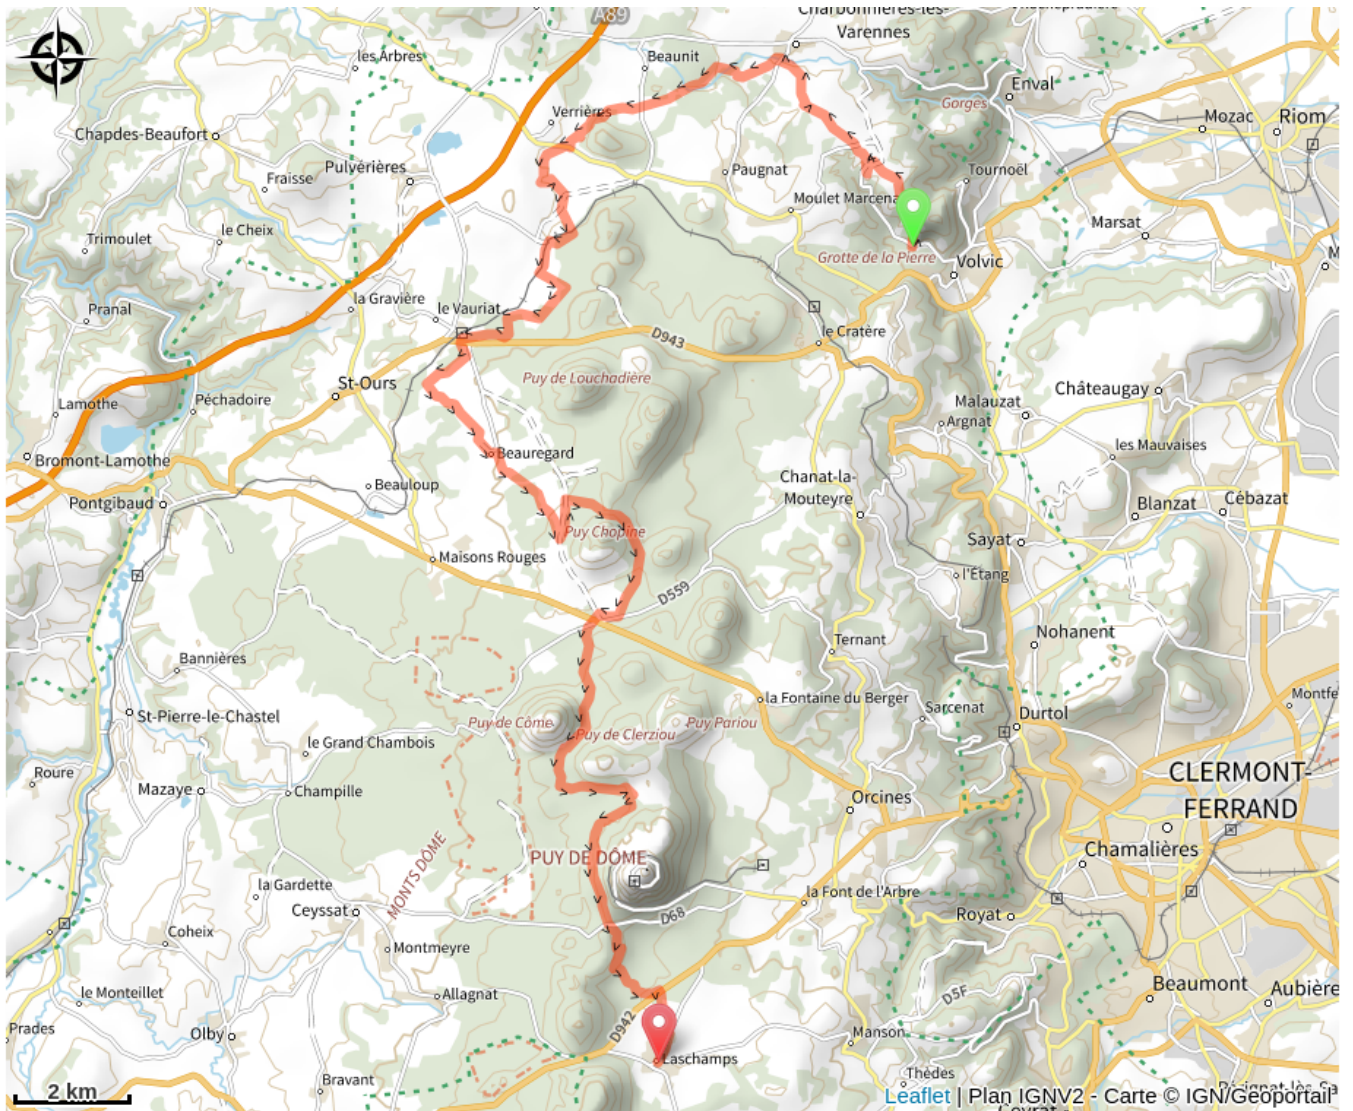 A89
Charbonnières-les-
Varennes
les Arbres
Beaunit
Enval
Gorges
Mozac
Riom
Verrières
Chapdes-Beaufort
Pulvérières
Fraisse
Paugnat
Tournoël
Moulet Marcena
Marsat
le Cheix
Trimoulet
Grotte de la Pierre
Volvic
la Gravière
le Vauriat
Pranal
D943
le Cratère
Puy de Louchadière
St-Ours
Châteaugay
Lamothe
Péchadoire
Malauzat
Argnat
les Mauvaises
Beauregard
Bromont-Lamothe
Chanat-la-
Mouteyre
Beauloup
Pontgibaud
Blanzat
Cébazat
Puy Chopine
Sayat
Maisons Rouges
l'Étang
D559
Nohanent
Ternant
Bannières
la Fontaine du Berger
Montfe
Sarcenat
St-Pierre-le-Chastel
Puy de Côme
Puy Pariou
Durtol
Puy de Clerziou
le Grand Chambois
Roure
CLERMONT-
FERRAND
Mazaye
Champille
Orcines
Chamalières
PUY DE DÔME
MONTS DÔME
la Gardette
la Font de l'Arbre
Ceyssat
D68
Royat
Coheix
Montmeyre
Beaumont
Aubière
le Monteillet
Allagnat
D5F
D942
Prades
Olby
Manson
Laschamps
Thèdes
Bravant
2 km
Leaflet | Plan IGNV2 - Carte © IGN/Geoportail